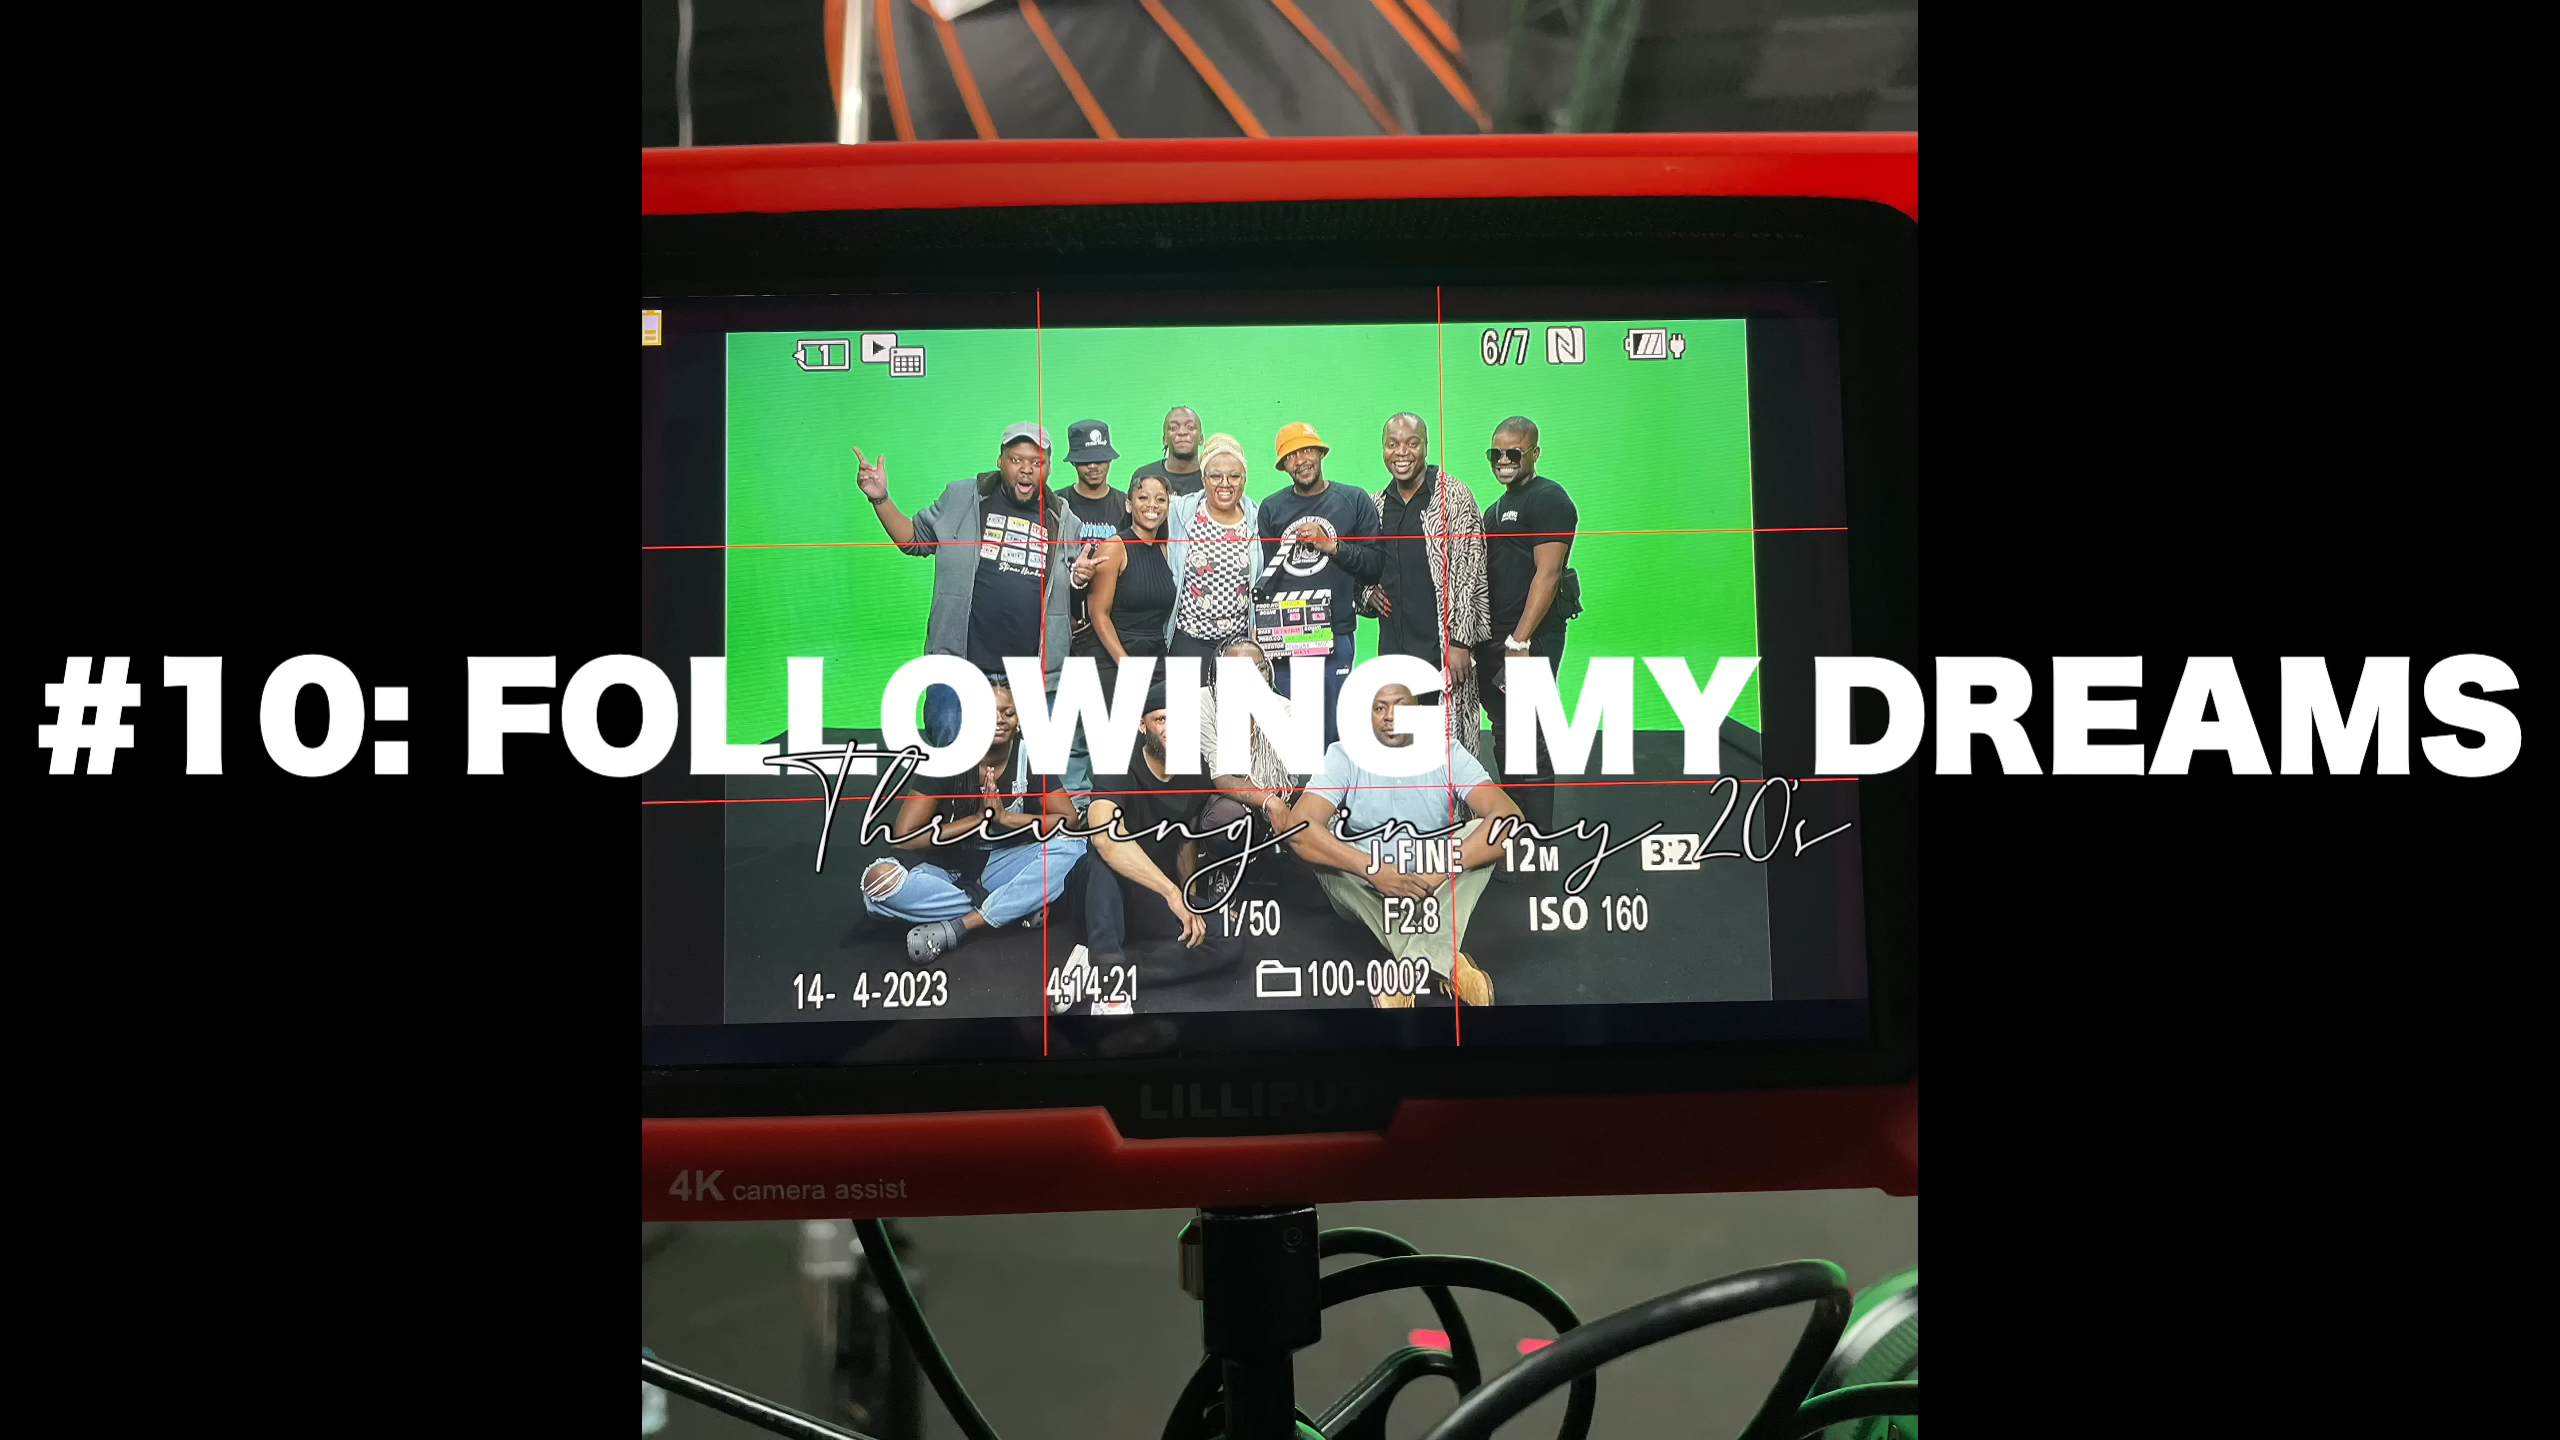 1
6/7 N
#10: FOLLOWING MY DREAMS
Thriving in my 20's
J-FINE 12M 3:2
1/50 F2.8 ISO 160
14- 4-2023 4:14:21 100-0002
LILLIPUT
4K camera assist